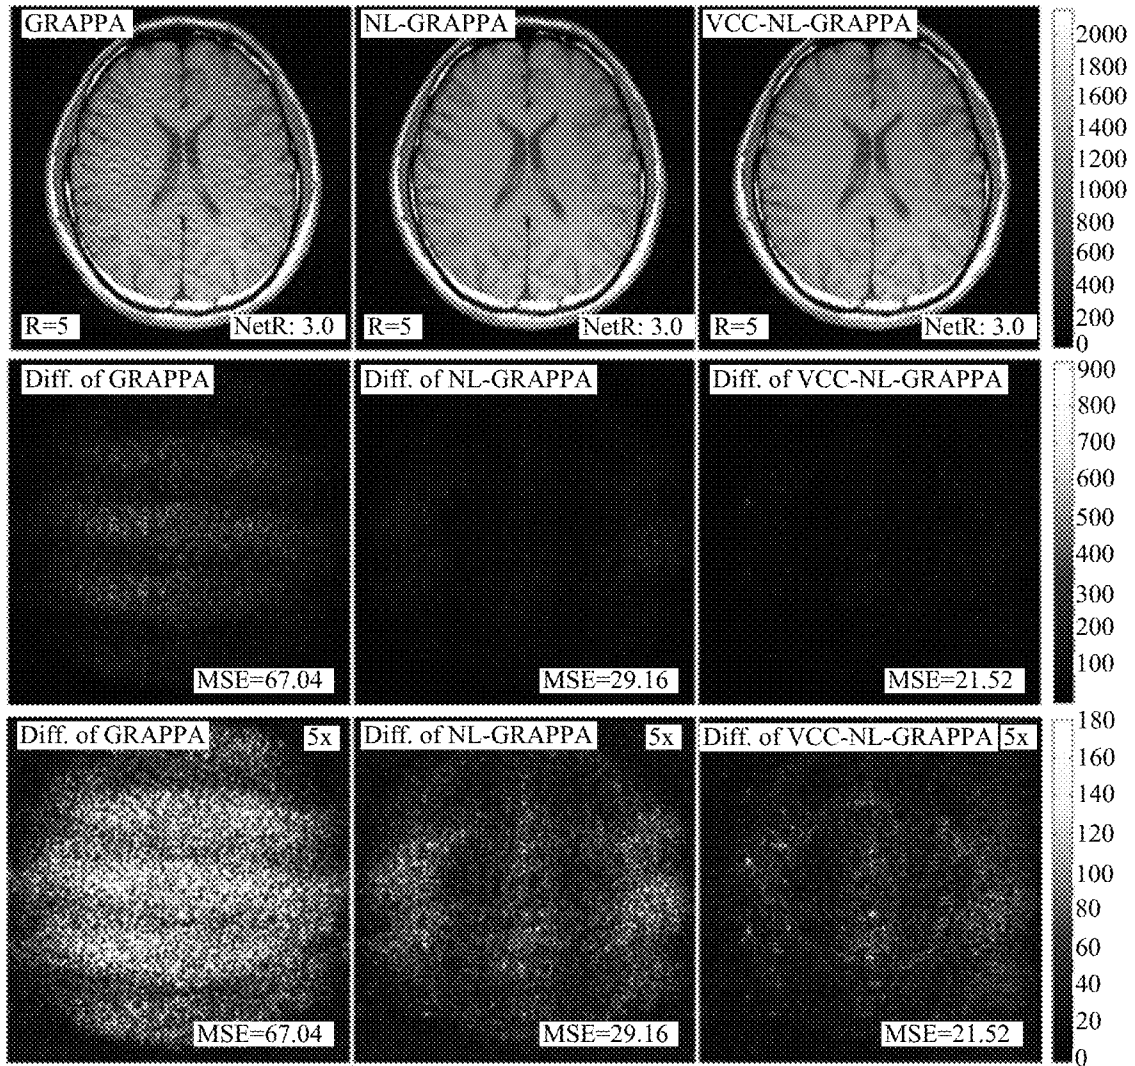 GRAPPA
NL-GRAPPA
VCC-NL-GRAPPA
R=5
NetR: 3.0
R=5
NetR: 3.0
R=5
NetR: 3.0
2000
1800
1600
1400
1200
1000
800
600
400
200
0
Diff. of GRAPPA
Diff. of NL-GRAPPA
Diff. of VCC-NL-GRAPPA
MSE=67.04
MSE=29.16
MSE=21.52
900
800
700
600
500
400
300
200
100
Diff. of GRAPPA
5x
Diff. of NL-GRAPPA
5x
Diff. of VCC-NL-GRAPPA
5x
MSE=67.04
MSE=29.16
MSE=21.52
180
160
140
120
100
80
60
40
20
0